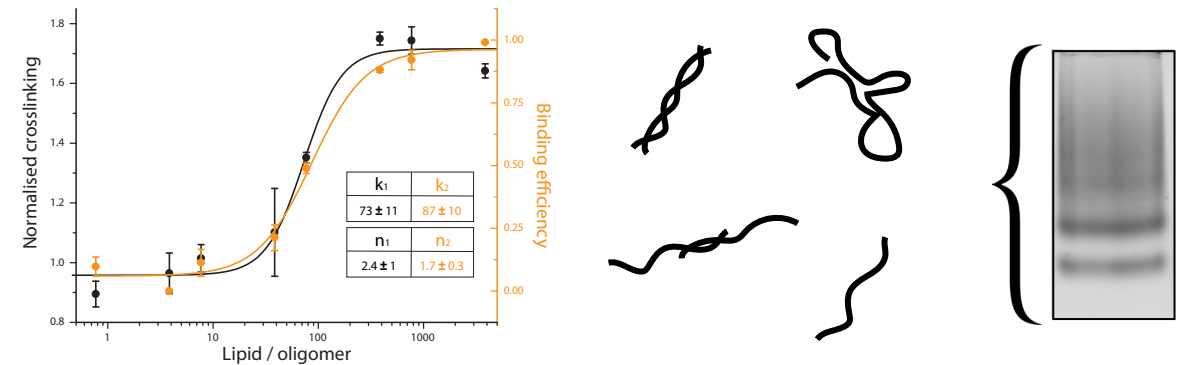 Normalised crosslinking
1.8
1.6
1.4
1.2
1.0
0.8
1
10
100
1000
Lipid / oligomer
1.00
0.75
0.50
0.25
0.00
Binding efficiency
k1 k2
73 ± 11 87 ± 10
n1 n2
2.4 ± 1 1.7 ± 0.3